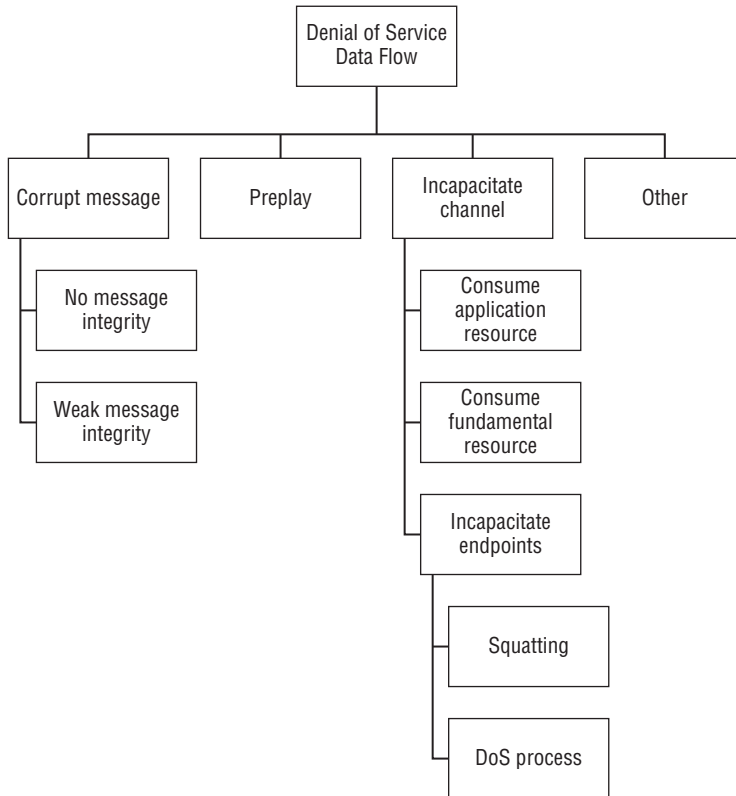 Denial of Service
Data Flow
Corrupt message
Preplay
Incapacitate
channel
Other
No message
integrity
Consume
application
resource
Weak message
integrity
Consume
fundamental
resource
Incapacitate
endpoints
Squatting
DoS process